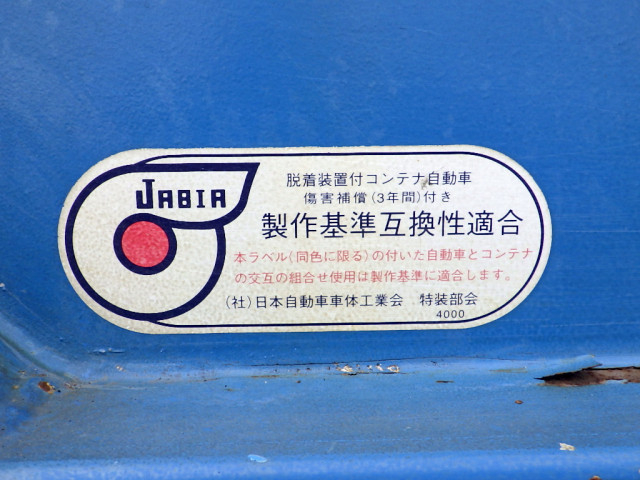 JABIA
脱着装置付コンテナ自動車
傷害補償(3年間)付き
製作基準互換性適合
本ラベル(同色に限る)の付いた自動車とコンテナ
の交互の組合せ使用は製作基準に適合します。
(社)日本自動車車体工業会 特装部会
4000